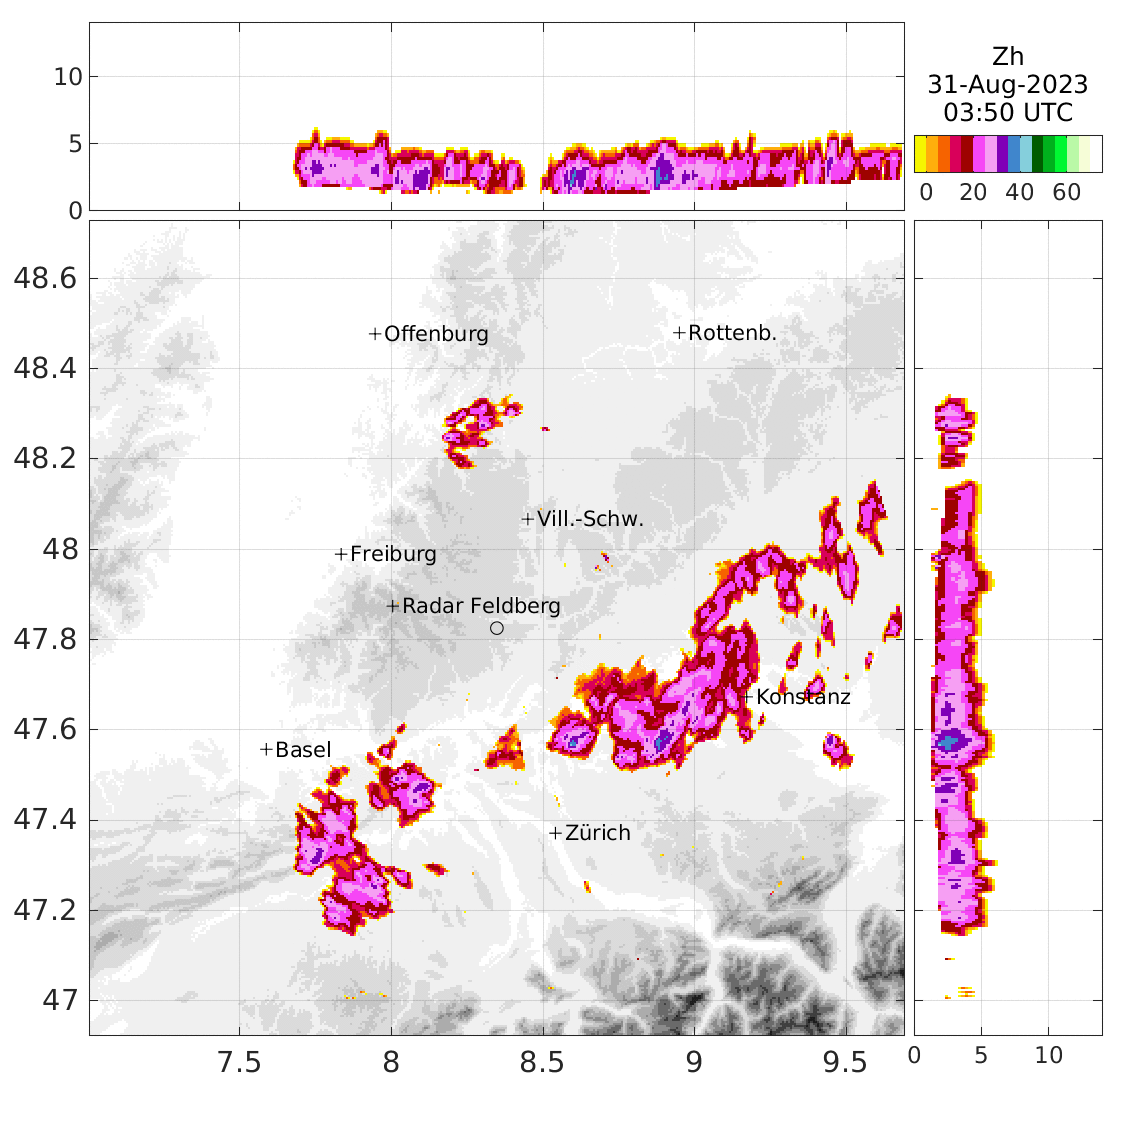 10
5
0
Zh
31-Aug-2023
03:50 UTC
0 20 40 60
48.6
48.4
48.2
48
47.8
47.6
47.4
47.2
47
+Offenburg
+Rottenb.
+Vill.-Schw.
+Freiburg
+Radar Feldberg
+Konstanz
+Basel
+Zürich
7.5 8 8.5 9 9.5
0 5 10